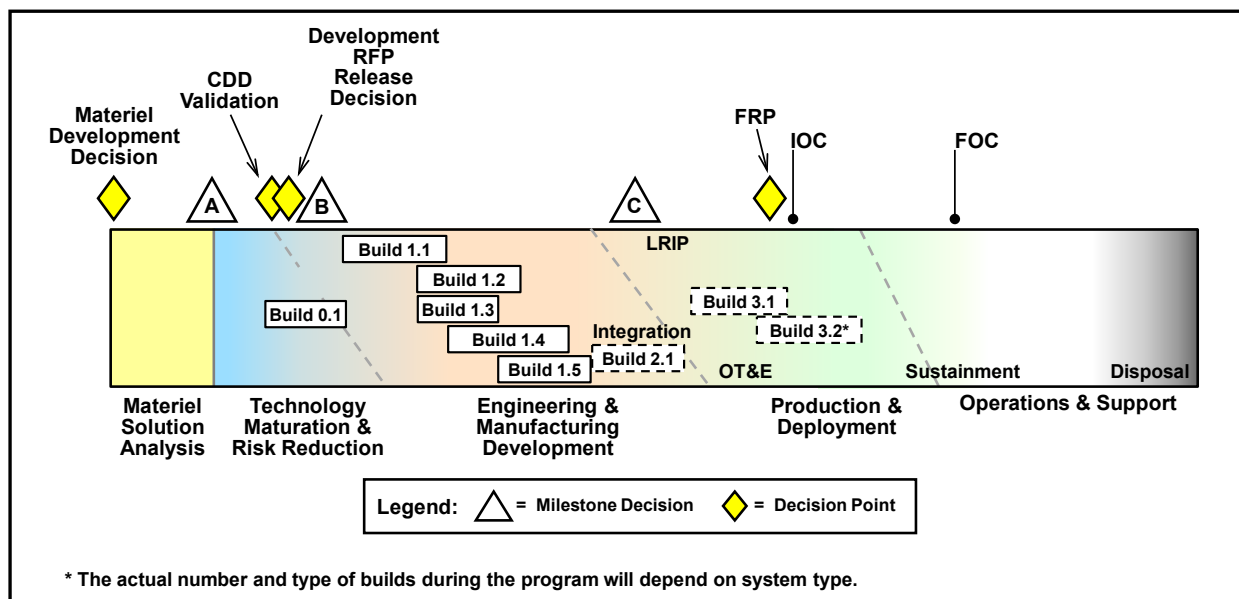 Materiel
Development
Decision
CDD
Validation
Development
RFP
Release
Decision
FRP
IOC
FOC
A
B
C
LRIP
Build 1.1
Build 1.2
Build 0.1
Build 1.3
Build 1.4
Build 1.5
Integration
Build 2.1
Build 3.1
Build 3.2*
OT&E
Sustainment
Disposal
Materiel
Solution
Analysis
Technology
Maturation &
Risk Reduction
Engineering &
Manufacturing
Development
Production &
Deployment
Operations & Support
Legend:
= Milestone Decision
= Decision Point
* The actual number and type of builds during the program will depend on system type.